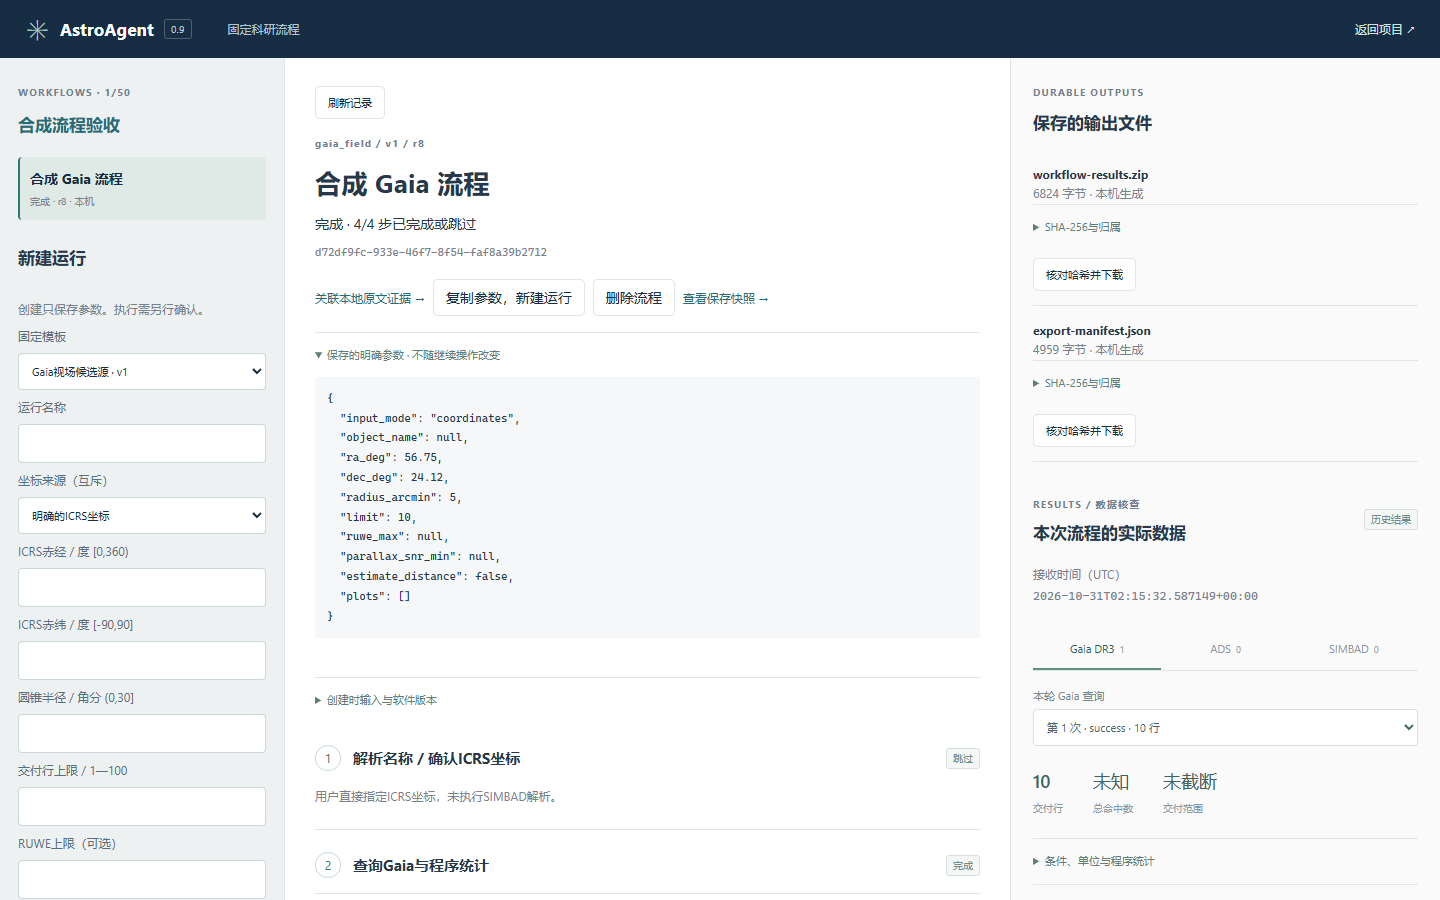 AstroAgent 0.9 固定科研流程 返回项目 ↗
WORKFLOWS · 1/50
合成流程验收
合成 Gaia 流程
完成 · r8 · 本机
新建运行
创建只保存参数。执行需另行确认。
固定模板
Gaia视场候选源 · v1
运行名称
坐标来源（互斥）
明确的ICRS坐标
ICRS赤经 / 度 [0,360)
ICRS赤纬 / 度 [-90,90]
圆锥半径 / 角分 (0,30]
交付行上限 / 1—100
RUWE上限（可选）
刷新记录
gaia_field / v1 / r8
合成 Gaia 流程
完成 · 4/4 步已完成或跳过
d72df9fc-933e-46f7-8f54-faf8a39b2712
关联本地原文证据 → 复制参数，新建运行 删除流程 查看保存快照 →
▼ 保存的明确参数 · 不随继续操作改变
{
"input_mode": "coordinates",
"object_name": null,
"ra_deg": 56.75,
"dec_deg": 24.12,
"radius_arcmin": 5,
"limit": 10,
"ruwe_max": null,
"parallax_snr_min": null,
"estimate_distance": false,
"plots": []
}
▶ 创建时输入与软件版本
1 解析名称 / 确认ICRS坐标 跳过
用户直接指定ICRS坐标，未执行SIMBAD解析。
2 查询Gaia与程序统计 完成
DURABLE OUTPUTS
保存的输出文件
workflow-results.zip
6824 字节 · 本机生成
▶ SHA-256与归属
核对哈希并下载
export-manifest.json
4959 字节 · 本机生成
▶ SHA-256与归属
核对哈希并下载
RESULTS / 数据核查
本次流程的实际数据 历史结果
接收时间（UTC）
2026-10-31T02:15:32.587149+00:00
Gaia DR3 1 ADS 0 SIMBAD 0
本轮 Gaia 查询
第 1 次 · success · 10 行
10 未知 未截断
交付行 总命中数 交付范围
▶ 条件、单位与程序统计